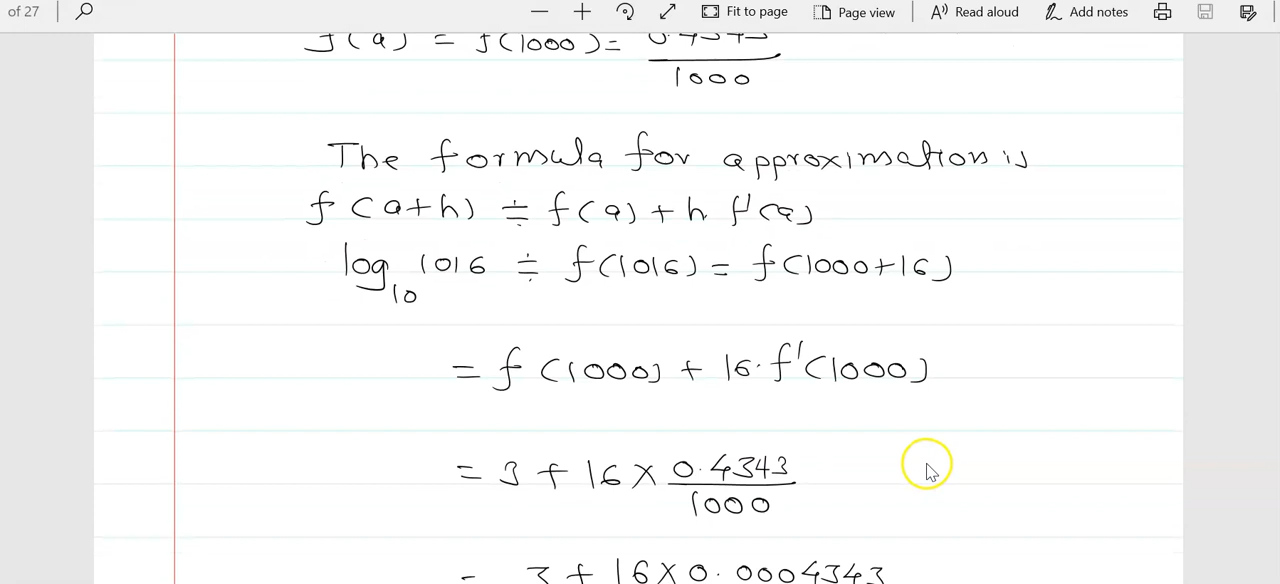 of 27 Fit to page Page view Read aloud Add notes
f(a) = f(1000) = 0.4343/1000
The formula for approximation is
f(a+h) ≑ f(a) + h f'(a)
log₁₀ 1016 ≑ f(1016) = f(1000+16)
= f(1000) + 16. f'(1000)
= 3 + 16 × 0.4343/1000
= 3 + 16 × 0.0004343